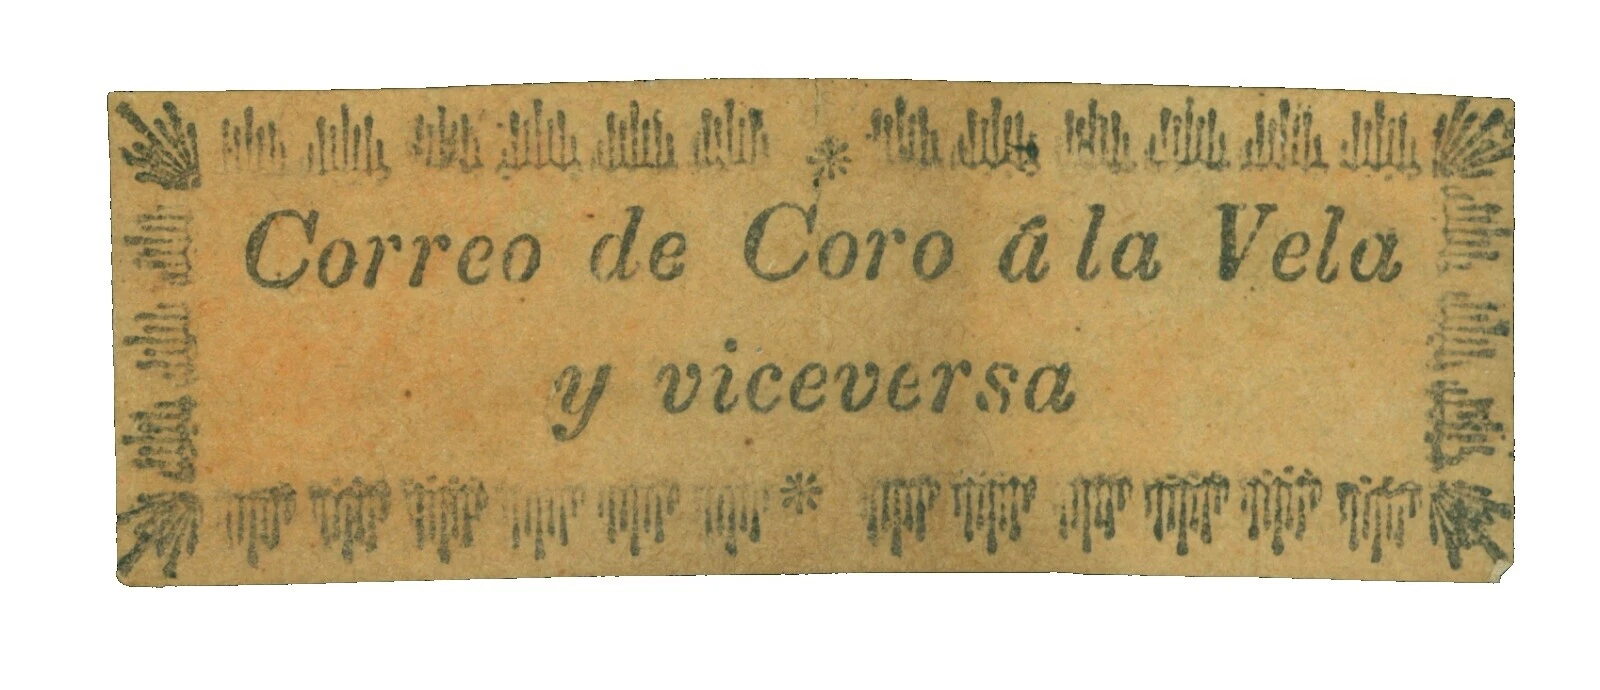 Correo de Coro á la Vela
y viceversa